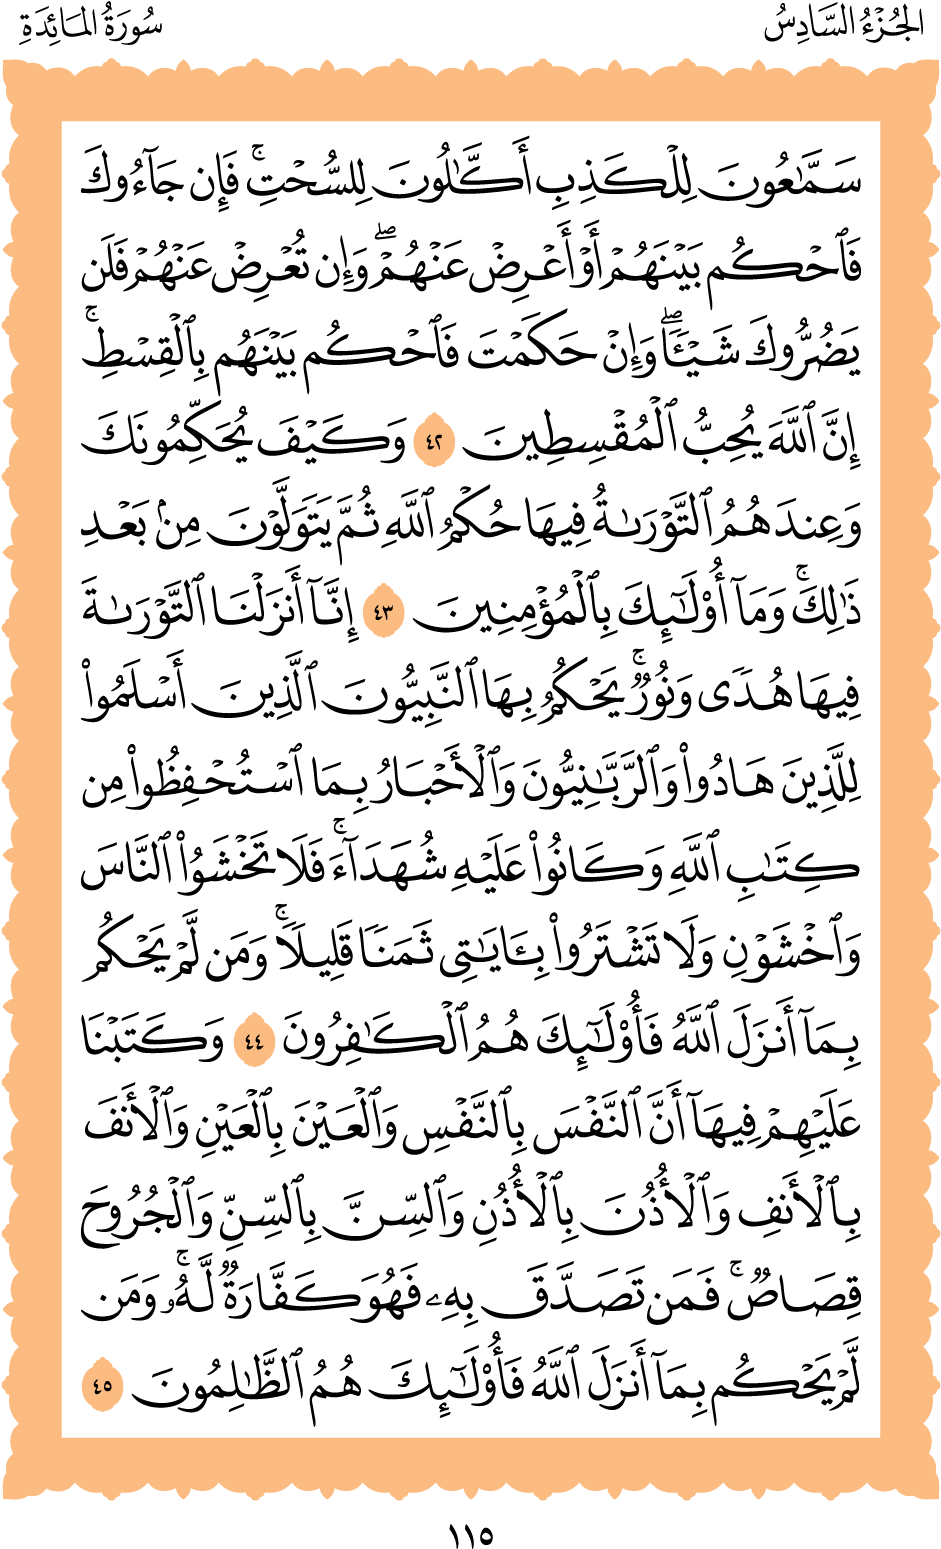 الجُزْءُ السَّادِسُ
سُورَةُ المَائِدَةِ
سَمَّٰعُونَ لِلۡكَذِبِ أَكَّٰلُونَ لِلسُّحۡتِۚ فَإِن جَآءُوكَ
فَٱحۡكُم بَيۡنَهُمۡ أَوۡ أَعۡرِضۡ عَنۡهُمۡۖ وَإِن تُعۡرِضۡ عَنۡهُمۡ فَلَن
يَضُرُّوكَ شَيۡـٔٗاۖ وَإِنۡ حَكَمۡتَ فَٱحۡكُم بَيۡنَهُم بِٱلۡقِسۡطِۚ
إِنَّ ٱللَّهَ يُحِبُّ ٱلۡمُقۡسِطِينَ ٤٢ وَكَيۡفَ يُحَكِّمُونَكَ
وَعِندَهُمُ ٱلتَّوۡرَىٰةُ فِيهَا حُكۡمُ ٱللَّهِ ثُمَّ يَتَوَلَّوۡنَ مِنۢ بَعۡدِ
ذَٰلِكَۚ وَمَآ أُوْلَٰٓئِكَ بِٱلۡمُؤۡمِنِينَ ٤٣ إِنَّآ أَنزَلۡنَا ٱلتَّوۡرَىٰةَ
فِيهَا هُدٗى وَنُورٞۚ يَحۡكُمُ بِهَا ٱلنَّبِيُّونَ ٱلَّذِينَ أَسۡلَمُواْ
لِلَّذِينَ هَادُواْ وَٱلرَّبَّٰنِيُّونَ وَٱلۡأَحۡبَارُ بِمَا ٱسۡتُحۡفِظُواْ مِن
كِتَٰبِ ٱللَّهِ وَكَانُواْ عَلَيۡهِ شُهَدَآءَۚ فَلَا تَخۡشَوُاْ ٱلنَّاسَ
وَٱخۡشَوۡنِ وَلَا تَشۡتَرُواْ بِـَٔايَٰتِي ثَمَنٗا قَلِيلٗاۚ وَمَن لَّمۡ يَحۡكُم
بِمَآ أَنزَلَ ٱللَّهُ فَأُوْلَٰٓئِكَ هُمُ ٱلۡكَٰفِرُونَ ٤٤ وَكَتَبۡنَا
عَلَيۡهِمۡ فِيهَآ أَنَّ ٱلنَّفۡسَ بِٱلنَّفۡسِ وَٱلۡعَيۡنَ بِٱلۡعَيۡنِ وَٱلۡأَنفَ
بِٱلۡأَنفِ وَٱلۡأُذُنَ بِٱلۡأُذُنِ وَٱلسِّنَّ بِٱلسِّنِّ وَٱلۡجُرُوحَ
قِصَاصٞۚ فَمَن تَصَدَّقَ بِهِۦ فَهُوَ كَفَّارَةٞ لَّهُۥۚ وَمَن
لَّمۡ يَحۡكُم بِمَآ أَنزَلَ ٱللَّهُ فَأُوْلَٰٓئِكَ هُمُ ٱلظَّٰلِمُونَ ٤٥
١١٥